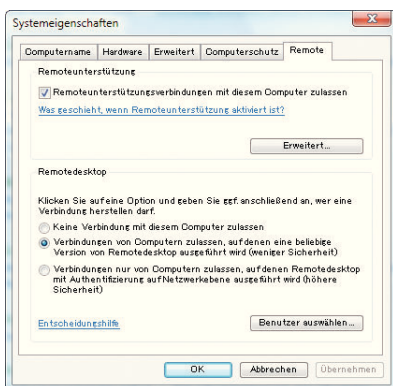 Systemeigenschaften
Computername Hardware Erweitert Computerschutz Remote
Remoteunterstützung
Remoteunterstützungsverbindungen mit diesem Computer zulassen
Was geschieht, wenn Remoteunterstützung aktiviert ist?
Erweitert...
Remotedesktop
Klicken Sie auf eine Option und geben Sie ggf. anschließend an, wer eine
Verbindung herstellen darf.
Keine Verbindung mit diesem Computer zulassen
Verbindungen von Computern zulassen, auf denen eine beliebige
Version von Remotedesktop ausgeführt wird (weniger Sicherheit)
Verbindungen nur von Computern zulassen, auf denen Remotedesktop
mit Authentifizierung auf Netzwerkebene ausgeführt wird (höhere
Sicherheit)
Entscheidungshilfe
Benutzer auswählen...
OK Abbrechen Übernehmen